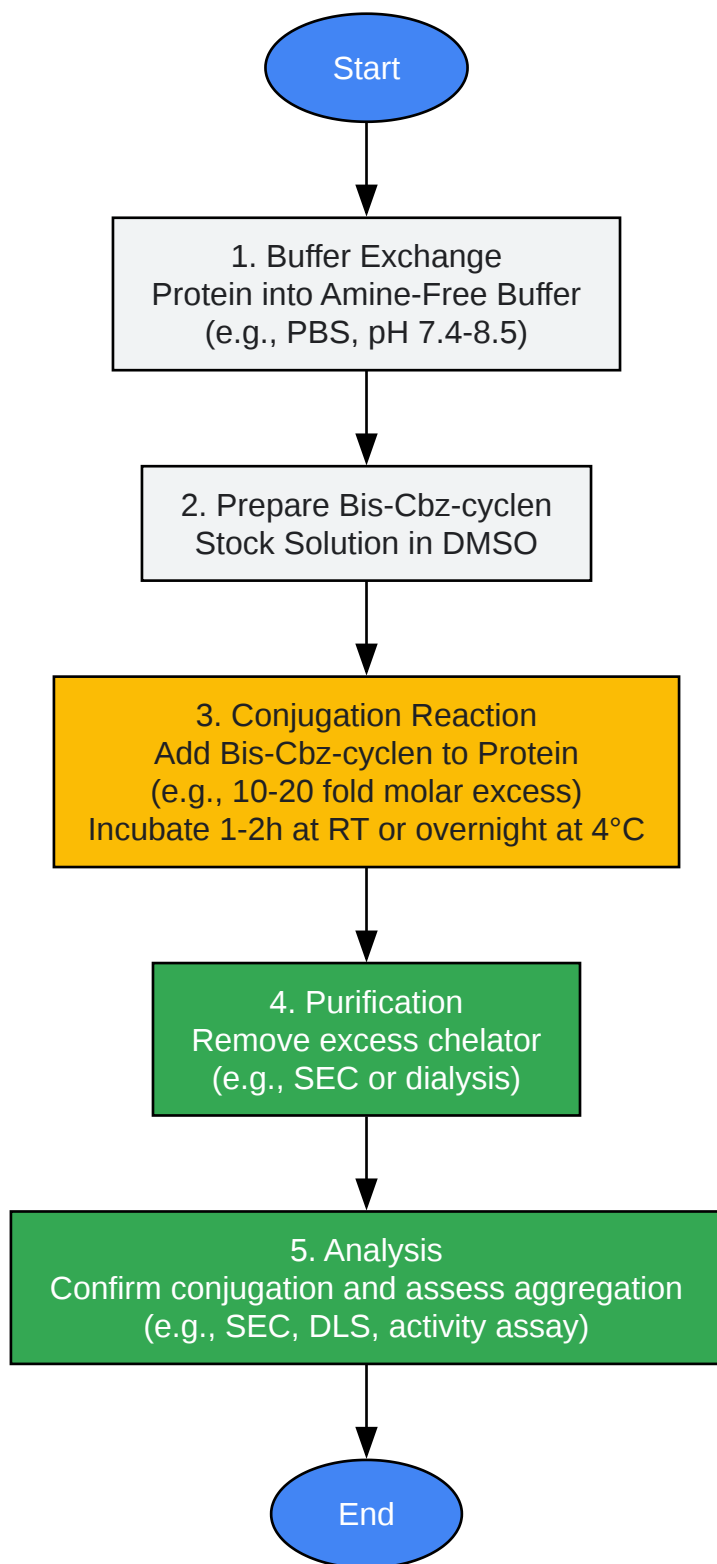 Start
1. Buffer Exchange
Protein into Amine-Free Buffer
(e.g., PBS, pH 7.4-8.5)
2. Prepare Bis-Cbz-cyclen
Stock Solution in DMSO
3. Conjugation Reaction
Add Bis-Cbz-cyclen to Protein
(e.g., 10-20 fold molar excess)
Incubate 1-2h at RT or overnight at 4°C
4. Purification
Remove excess chelator
(e.g., SEC or dialysis)
5. Analysis
Confirm conjugation and assess aggregation
(e.g., SEC, DLS, activity assay)
End